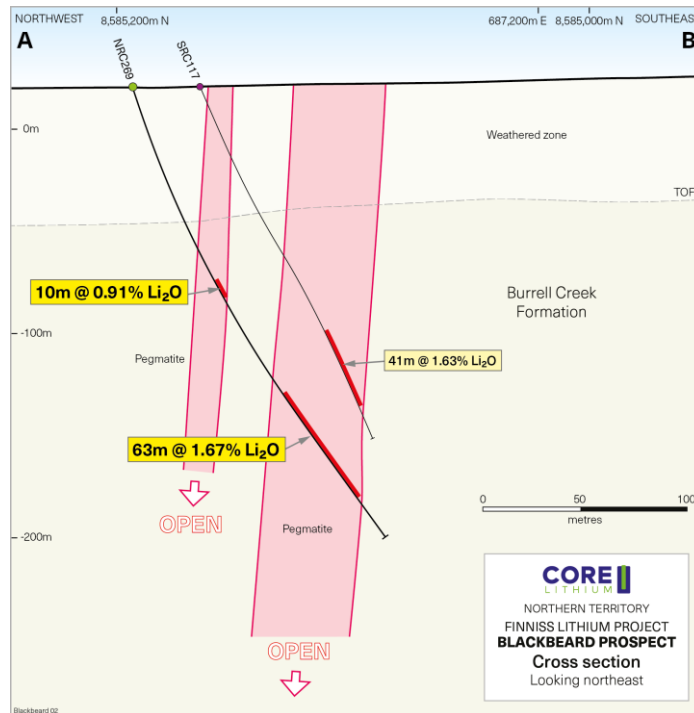 NORTHWEST
8,585,200m N
687,200m E
8,585,000m N
SOUTHEAST
A
B
NRC269
SRC117
0m
Weathered zone
TOF
10m @ 0.91% Li₂O
Burrell Creek
Formation
-100m
Pegmatite
41m @ 1.63% Li₂O
63m @ 1.67% Li₂O
0 50 100
metres
OPEN
Pegmatite
-200m
CORE
LITHIUM
NORTHERN TERRITORY
FINNISS LITHIUM PROJECT
BLACKBEARD PROSPECT
Cross section
Looking northeast
OPEN
Blackbeard 02